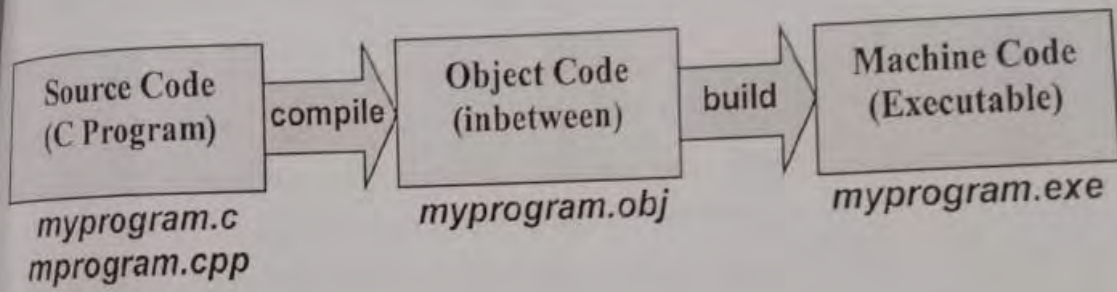 Source Code
(C Program)
myprogram.c
mprogram.cpp
compile
Object Code
(inbetween)
myprogram.obj
build
Machine Code
(Executable)
myprogram.exe